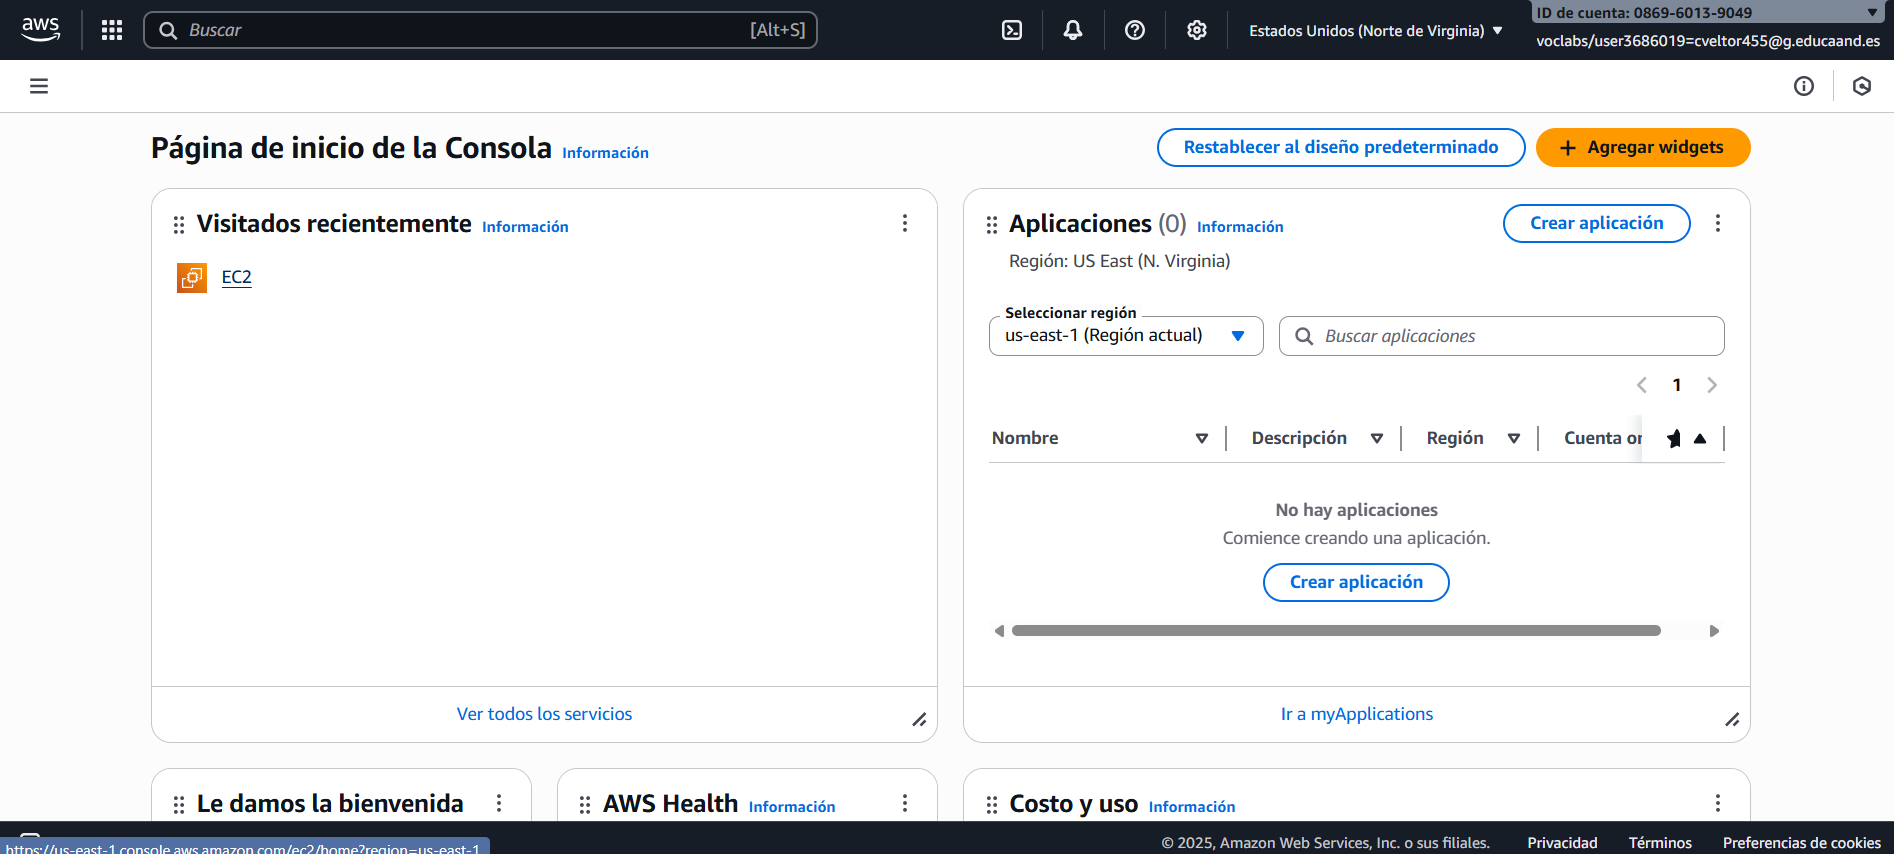 aws
Buscar
[Alt+S]
Estados Unidos (Norte de Virginia)
ID de cuenta: 0869-6013-9049
voclabs/user3686019=cveltor455@g.educaand.es
Página de inicio de la Consola Información
Restablecer al diseño predeterminado
Agregar widgets
Visitados recientemente Información
EC2
Ver todos los servicios
Aplicaciones (0) Información
Crear aplicación
Región: US East (N. Virginia)
Seleccionar región
us-east-1 (Región actual)
Buscar aplicaciones
1
Nombre Descripción Región Cuenta or
No hay aplicaciones
Comience creando una aplicación.
Crear aplicación
Ir a myApplications
Le damos la bienvenida
AWS Health Información
Costo y uso Información
https://us-east-1.console.aws.amazon.com/ec2/home?region=us-east-1
© 2025, Amazon Web Services, Inc. o sus filiales. Privacidad Términos Preferencias de cookies